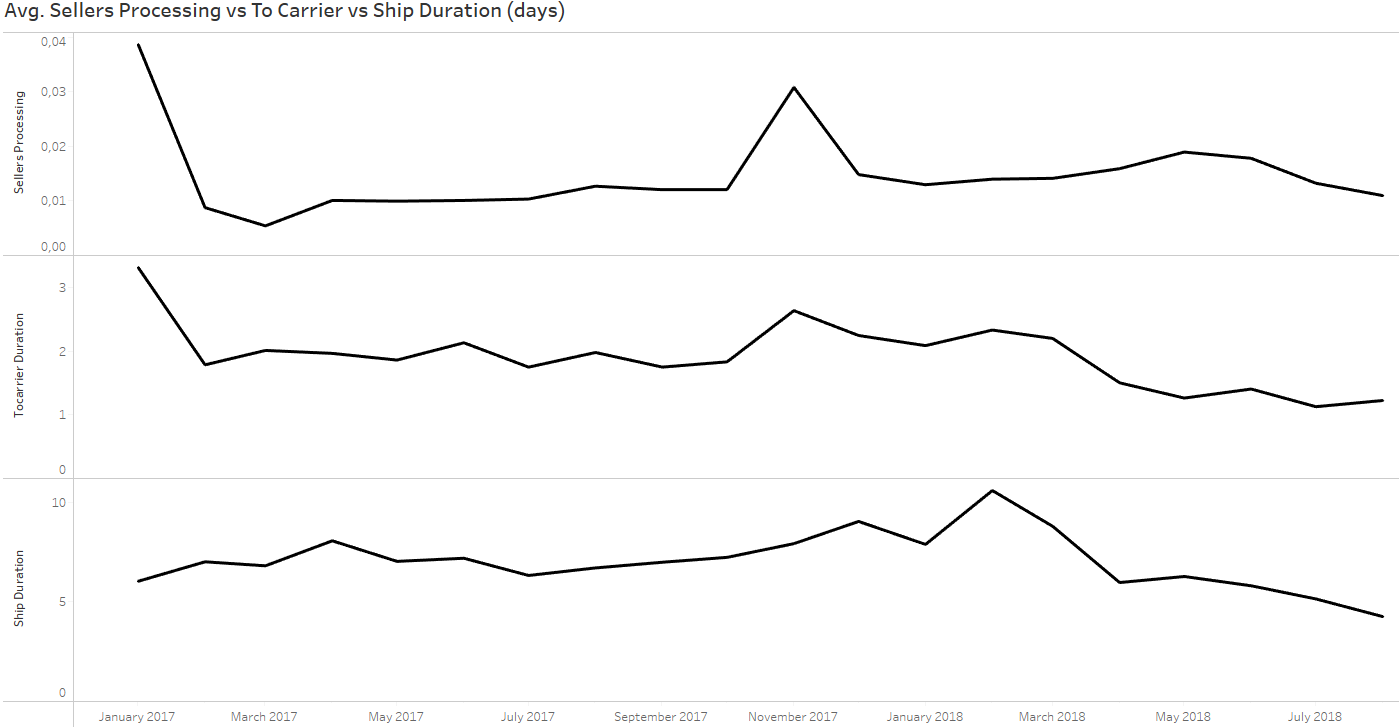 Avg. Sellers Processing vs To Carrier vs Ship Duration (days)
Sellers Processing
0,04
0,03
0,02
0,01
0,00
Tocarrier Duration
3
2
1
0
Ship Duration
10
5
0
January 2017 March 2017 May 2017 July 2017 September 2017 November 2017 January 2018 March 2018 May 2018 July 2018